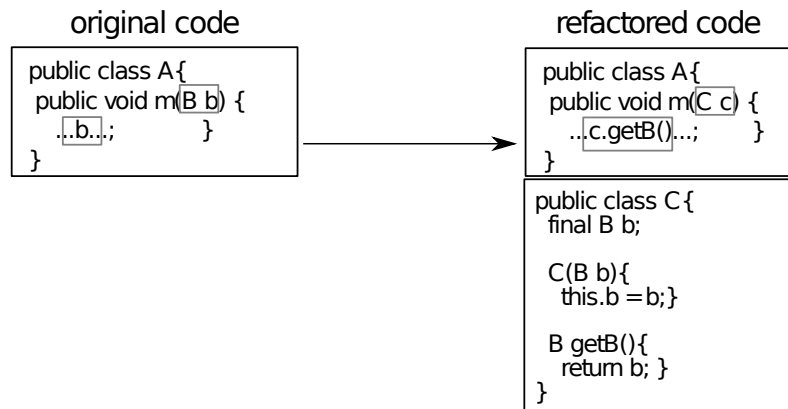 original code
public class A{
public void m(B b) {
...b...; }
}
refactored code
public class A{
public void m(C c) {
...c.getB()...; }
}
public class C{
final B b;
C(B b){
this.b = b;}
B getB(){
return b; }
}